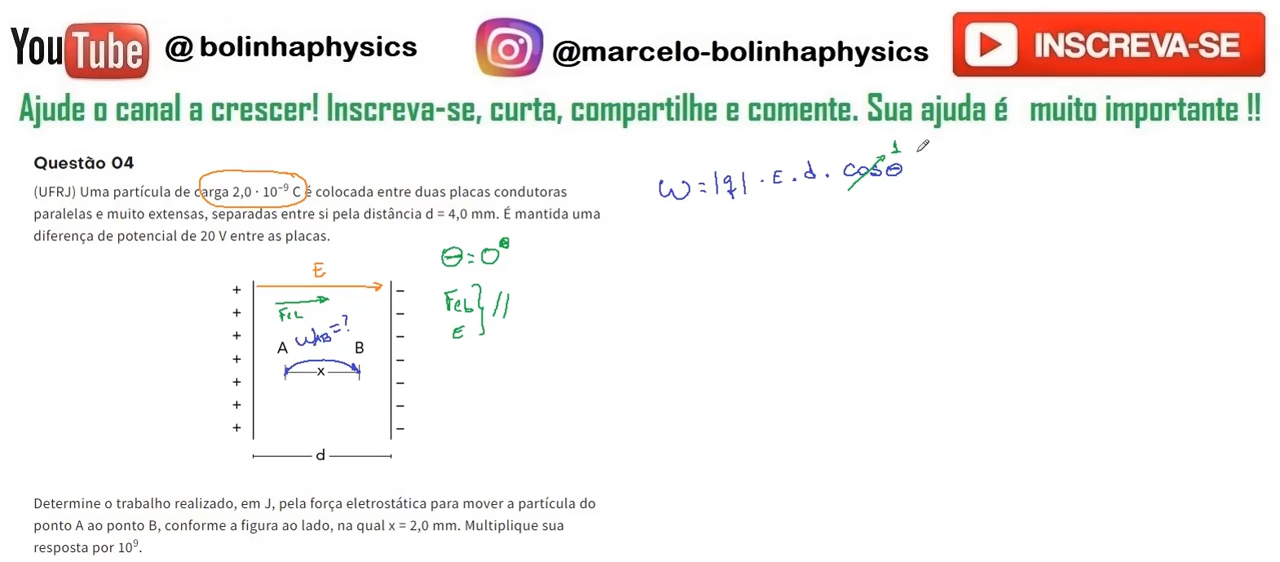 YouTube @ bolinhaphysics @marcelo-bolinhaphysics INSCREVA-SE
Ajude o canal a crescer! Inscreva-se, curta, compartilhe e comente. Sua ajuda é muito importante !!
Questão 04
(UFRJ) Uma partícula de carga 2,0 · 10⁻⁹ C é colocada entre duas placas condutoras
paralelas e muito extensas, separadas entre si pela distância d = 4,0 mm. É mantida uma
diferença de potencial de 20 V entre as placas.
W = |q| . E . d . cosθ 1
θ = 0°
E
+ −
Fel
+ −
Fel } //
E
+ −
WAB = ?
A B
+ −
x
+ −
+ −
+ −
d
Determine o trabalho realizado, em J, pela força eletrostática para mover a partícula do
ponto A ao ponto B, conforme a figura ao lado, na qual x = 2,0 mm. Multiplique sua
resposta por 10⁹.